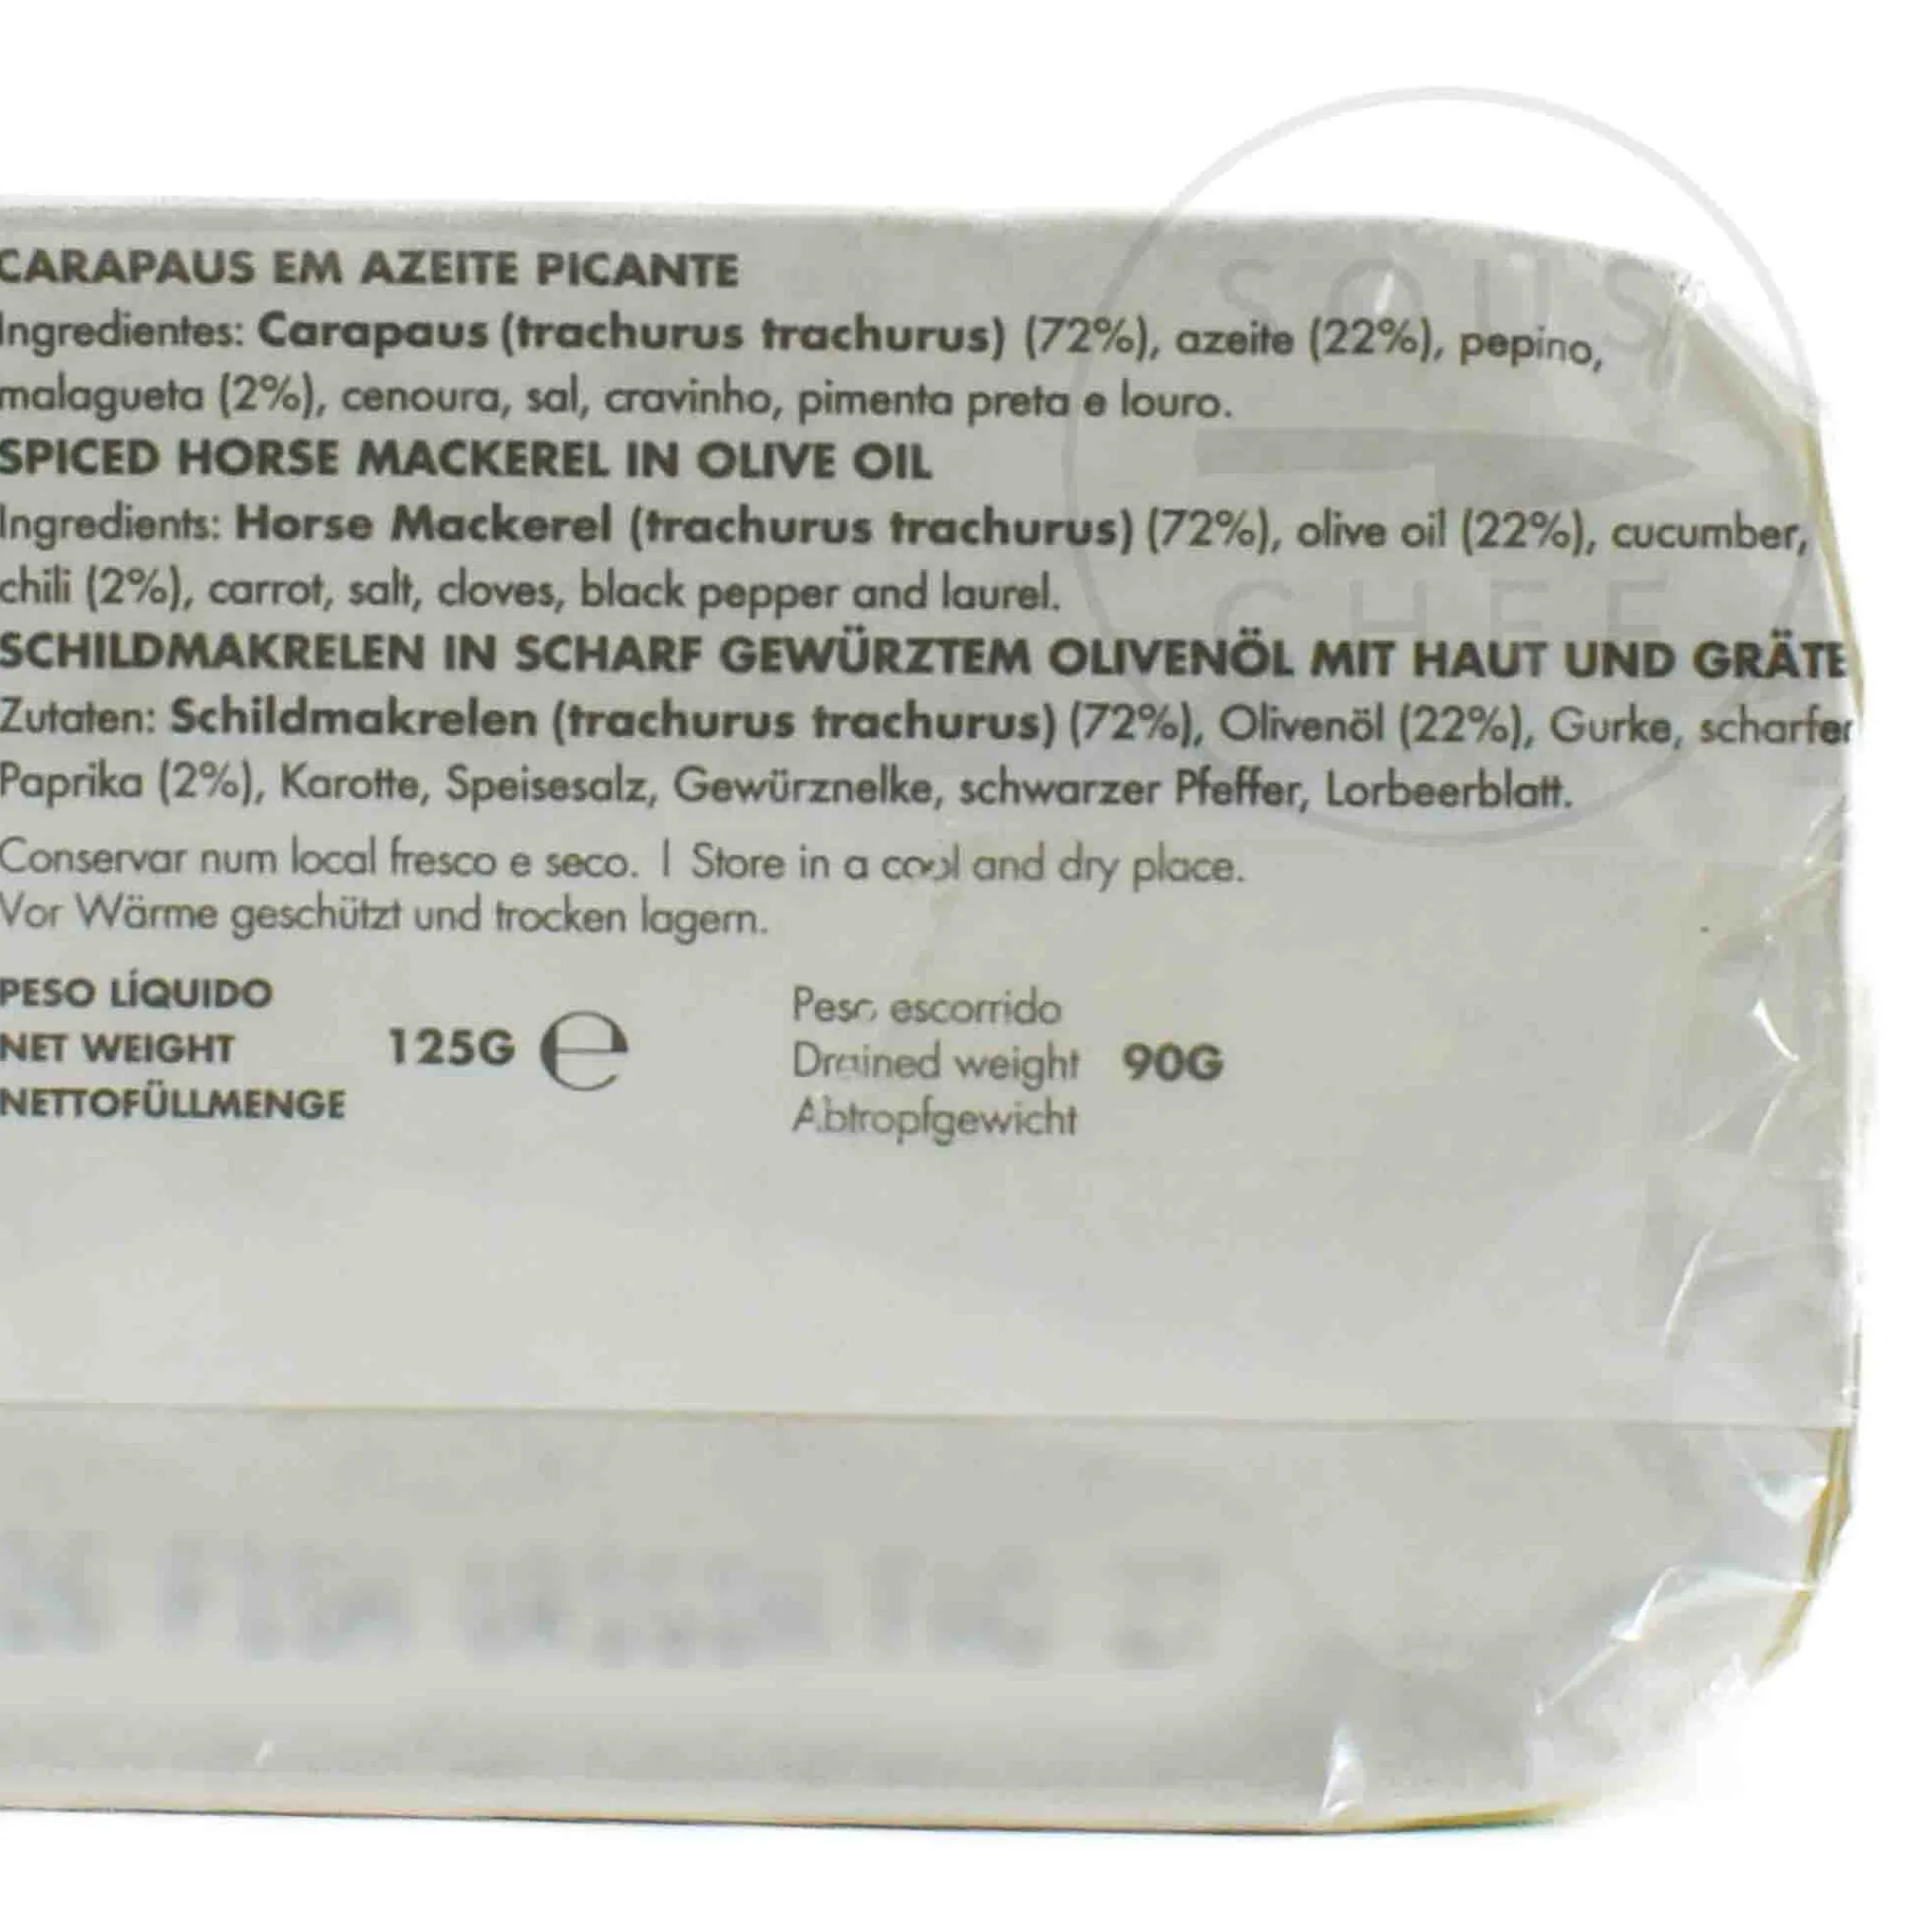 CARAPAUS EM AZEITE PICANTE
Ingredientes: Carapaus (trachurus trachurus) (72%), azeite (22%), pepino,
malagueta (2%), cenoura, sal, cravinho, pimenta preta e louro.
SPICED HORSE MACKEREL IN OLIVE OIL
Ingredients: Horse Mackerel (trachurus trachurus) (72%), olive oil (22%), cucumber,
chili (2%), carrot, salt, cloves, black pepper and laurel.
SCHILDMAKRELEN IN SCHARF GEWÜRZTEM OLIVENÖL MIT HAUT UND GRÄTE
Zutaten: Schildmakrelen (trachurus trachurus) (72%), Olivenöl (22%), Gurke, scharfer
Paprika (2%), Karotte, Speisesalz, Gewürznelke, schwarzer Pfeffer, Lorbeerblatt.
Conservar num local fresco e seco. | Store in a cool and dry place.
Vor Wärme geschützt und trocken lagern.
PESO LÍQUIDO
NET WEIGHT 125G e
NETTOFÜLLMENGE
Peso escorrido
Drained weight 90G
Abtropfgewicht
SOUS
CHEF